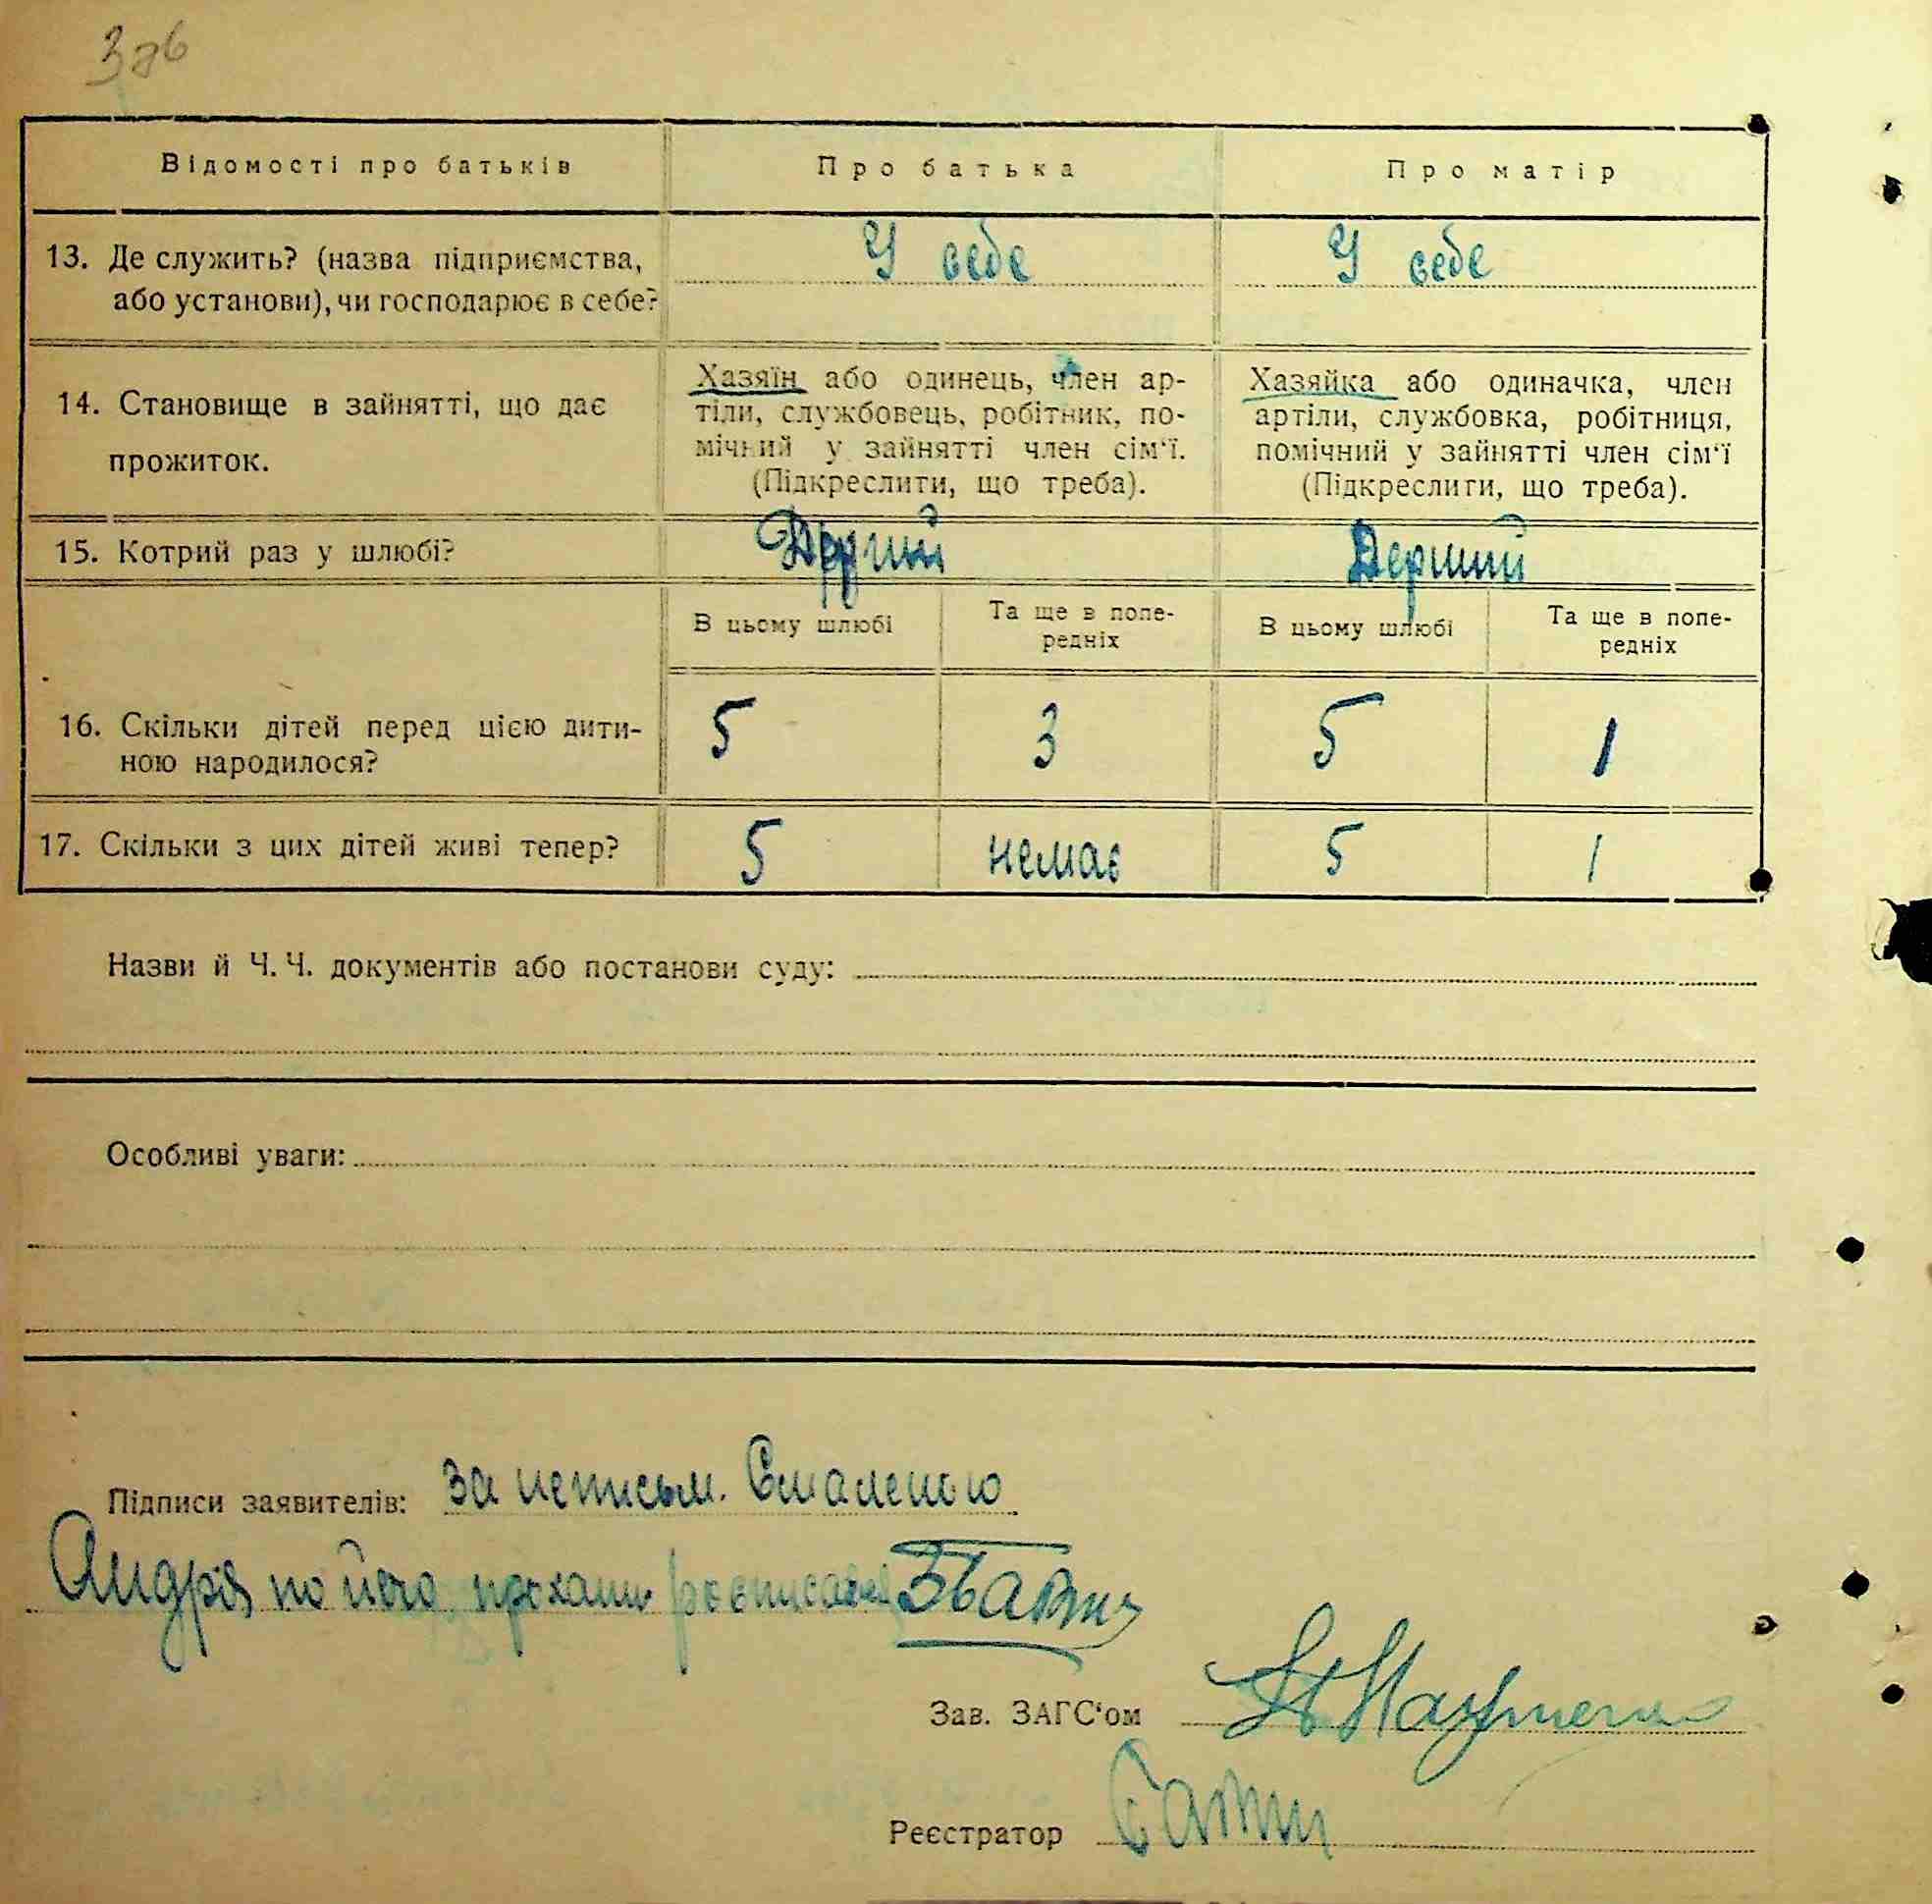 Відомості про батьків Про батька Про матір
13. Де служить? (назва підприємства, У себе У себе
або установи), чи господарює в себе?
14. Становище в зайнятті, що дає
прожиток.
Хазяїн або одинець, член ар-
тіли, службовець, робітник, по-
мічний у зайнятті член сім'ї.
(Підкреслити, що треба).
Хазяйка або одиначка, член
артіли, службовка, робітниця,
помічний у зайнятті член сім'ї
(Підкреслити, що треба).
15. Котрий раз у шлюбі? Другий Перший
В цьому шлюбі Та ще в попе-
редніх В цьому шлюбі Та ще в попе-
редніх
16. Скільки дітей перед цією дити-
ною народилося? 5 3 5 1
17. Скільки з цих дітей живі тепер? 5 немає 5 1
Назви й Ч. Ч. документів або постанови суду:
Особливі уваги:
Підписи заявителів: за неписьм.
Андрія по його
Зав. ЗАГС'ом
Реєстратор